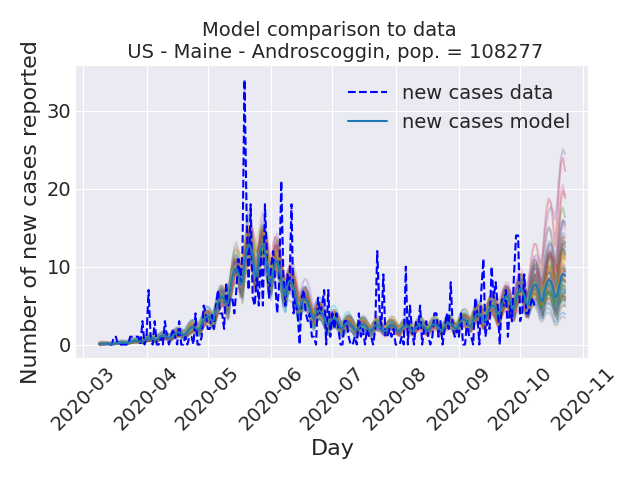 Model comparison to data
US - Maine - Androscoggin, pop. = 108277
Number of new cases reported
30
20
10
0
new cases data
new cases model
2020-03
2020-04
2020-05
2020-06
2020-07
2020-08
2020-09
2020-10
2020-11
Day